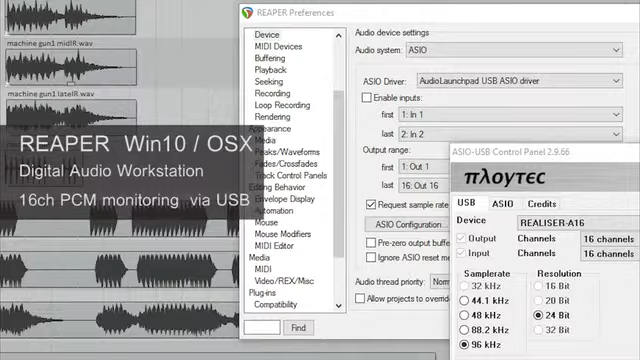 REAPER Preferences
machine gun1 midIR.wav
machine gun1 lateIR.wav
REAPER Win10 / OSX
Digital Audio Workstation
16ch PCM monitoring via USB
Device
MIDI Devices
Buffering
Playback
Seeking
Recording
Loop Recording
Rendering
Appearance
Media
Peaks/Waveforms
Fades/Crossfades
Track Control Panels
Editing Behavior
Envelope Display
Automation
Mouse
Mouse Modifiers
MIDI Editor
Media
MIDI
Video/REX/Misc
Plug-ins
Compatibility
Find
Audio device settings
Audio system: ASIO
ASIO Driver: AudioLaunchpad USB ASIO driver
Enable inputs:
first 1: In 1
last 2: In 2
Output range:
first 1: Out 1
last 16: Out 16
Request sample rate
ASIO Configuration...
Pre-zero output buffe
Ignore ASIO reset me
Audio thread priority: Norm
Allow projects to overrid
ASIO-USB Control Panel 2.9.66
πλογτεc
USB ASIO Credits
Device REALISER-A16
Output Channels 16 channels
Input Channels 16 channels
Samplerate
32 kHz
44.1 kHz
48 kHz
88.2 kHz
96 kHz
Resolution
16 Bit
20 Bit
24 Bit
32 Bit